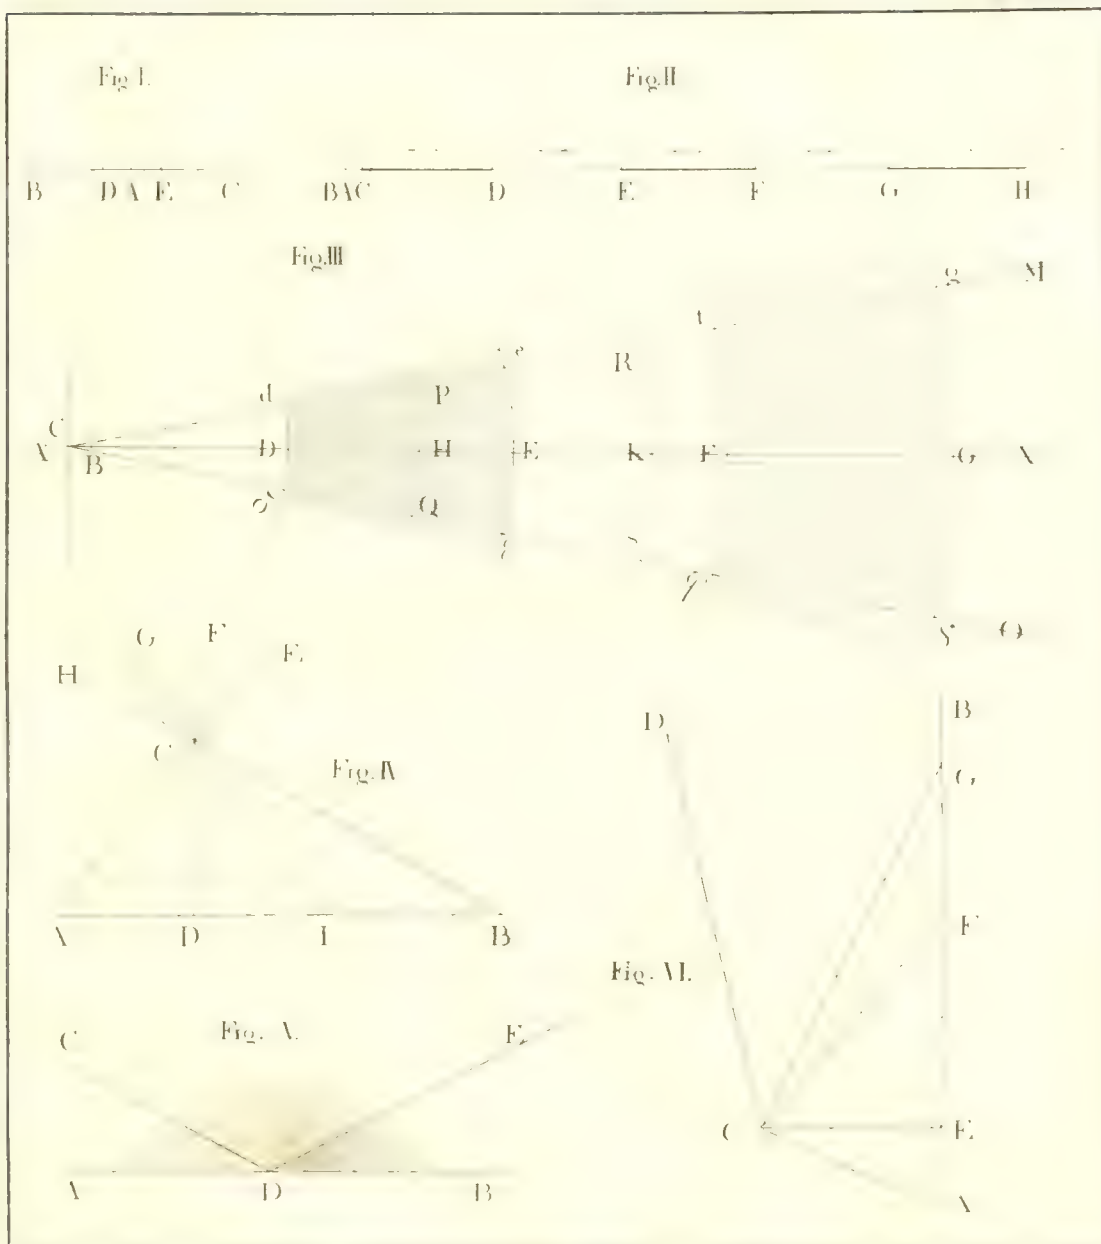 Fig. I.
Fig. II
B D A E C
B A C D E F G H
Fig. III
g M
R
d P
C
A B D H E K F G
Q
G F
E
H
C
Fig. IV
D
B
G
A D I B
F
Fig. VI.
C
Fig. V.
E
C E
A D B
A